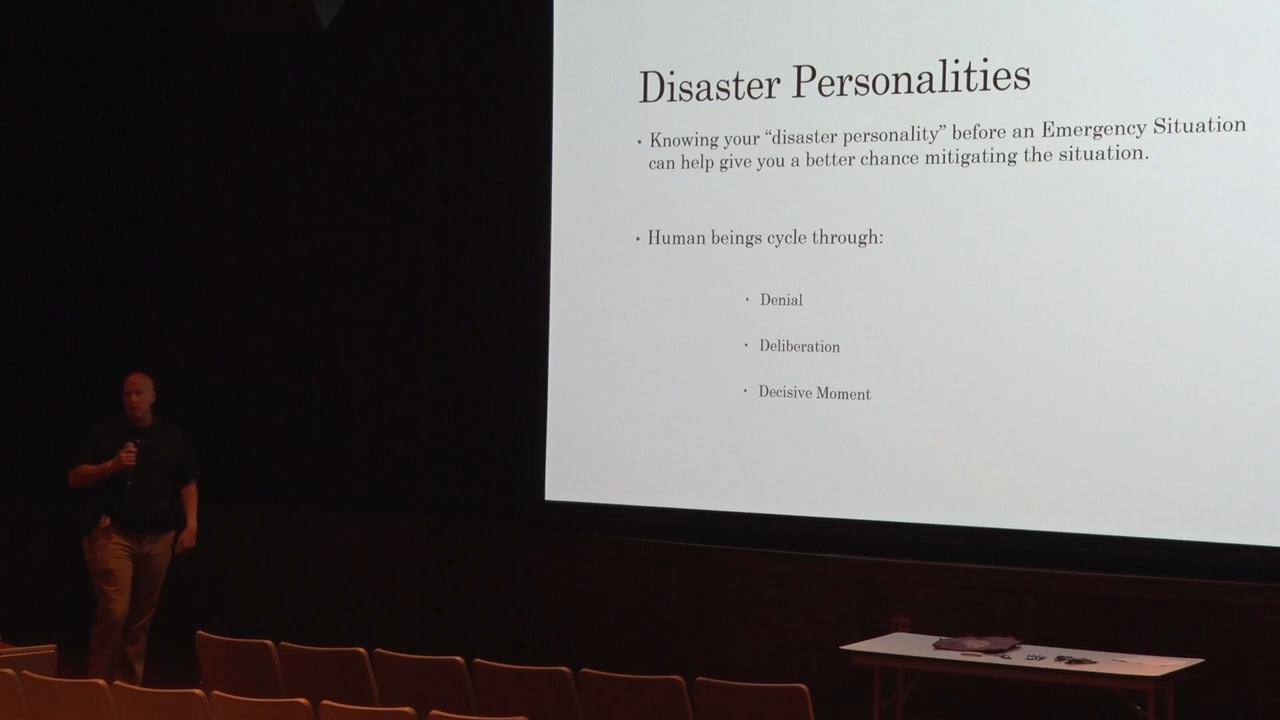 Disaster Personalities
• Knowing your “disaster personality” before an Emergency Situation
can help give you a better chance mitigating the situation.
• Human beings cycle through:
• Denial
• Deliberation
• Decisive Moment